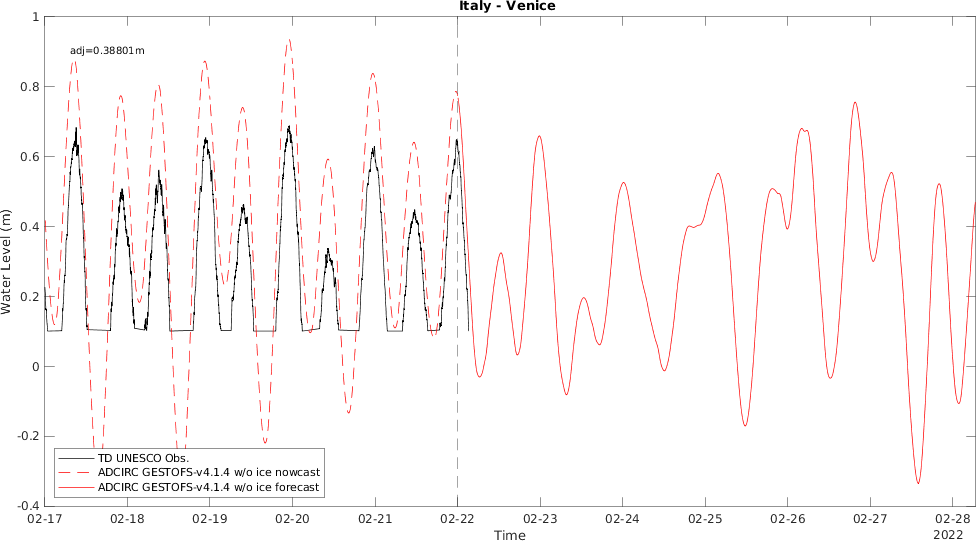 Italy - Venice
adj=0.38801m
Water Level (m)
1
0.8
0.6
0.4
0.2
0
-0.2
-0.4
TD UNESCO Obs.
ADCIRC GESTOFS-v4.1.4 w/o ice nowcast
ADCIRC GESTOFS-v4.1.4 w/o ice forecast
02-17 02-18 02-19 02-20 02-21 02-22 02-23 02-24 02-25 02-26 02-27 02-28
Time
2022